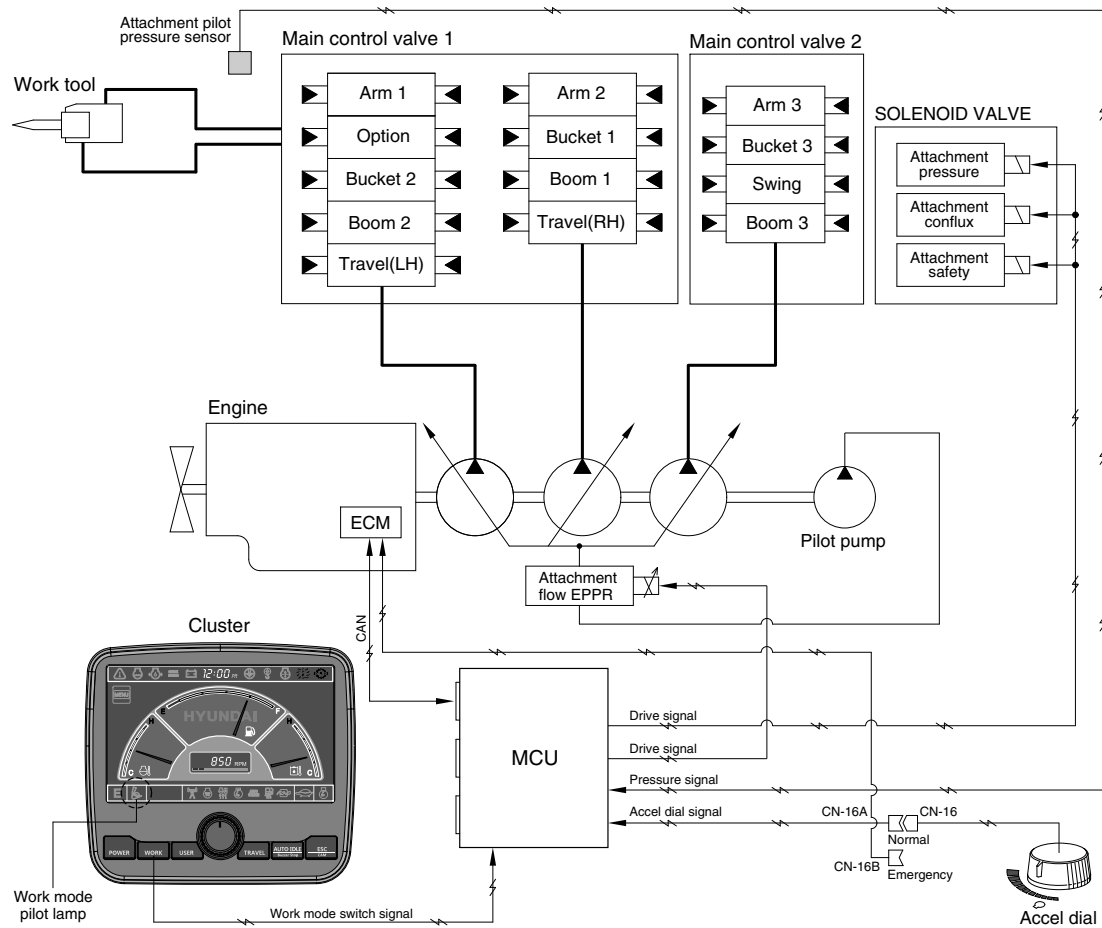 Attachment pilot
pressure sensor
Main control valve 1
Main control valve 2
Work tool
Arm 1
Option
Bucket 2
Boom 2
Travel(LH)
Arm 2
Bucket 1
Boom 1
Travel(RH)
Arm 3
Bucket 3
Swing
Boom 3
SOLENOID VALVE
Attachment
pressure
Attachment
conflux
Attachment
safety
Engine
ECM
Pilot pump
Attachment
flow EPPR
CAN
Cluster
12:00
MENU
E
F
H
H
HYUNDAI
850 RPM
C
C
E
POWER
WORK
USER
TRAVEL
AUTO IDLE
Buzzer Stop
ESC
CAM
Work mode
pilot lamp
Work mode switch signal
MCU
Drive signal
Drive signal
Pressure signal
Accel dial signal
CN-16A
CN-16
Normal
CN-16B
Emergency
Accel dial